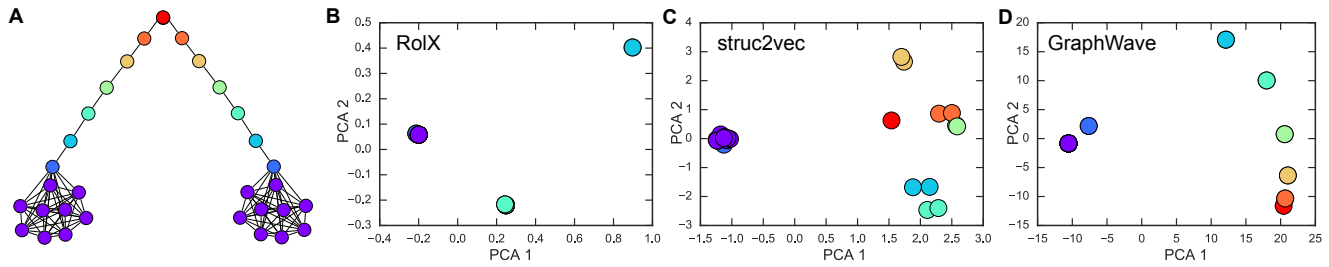 A
B
RolX
0.5
0.4
0.3
0.2
0.1
0.0
−0.1
−0.2
−0.3
PCA 2
−0.4 −0.2 0.0 0.2 0.4 0.6 0.8 1.0
PCA 1
C
struc2vec
4
3
2
1
0
−1
−2
−3
PCA 2
−1.5 −1.0 −0.5 0.0 0.5 1.0 1.5 2.0 2.5 3.0
PCA 1
D
GraphWave
20
15
10
5
0
−5
−10
−15
PCA 2
−15 −10 −5 0 5 10 15 20 25
PCA 1